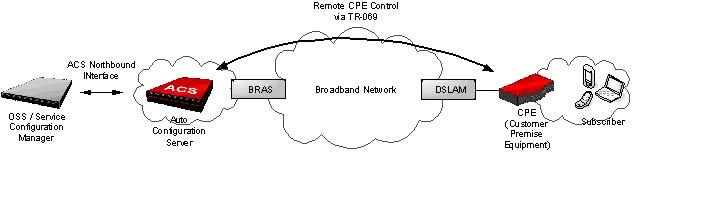 Remote CPE Control
via TR-069
ACS Northbound
INterface
ACS
BRAS
Broadband Network
DSLAM
OSS / Service
Configuration
Manager
Auto
Configuration
Server
CPE
(Customer
Premise
Equipment)
Subscriber